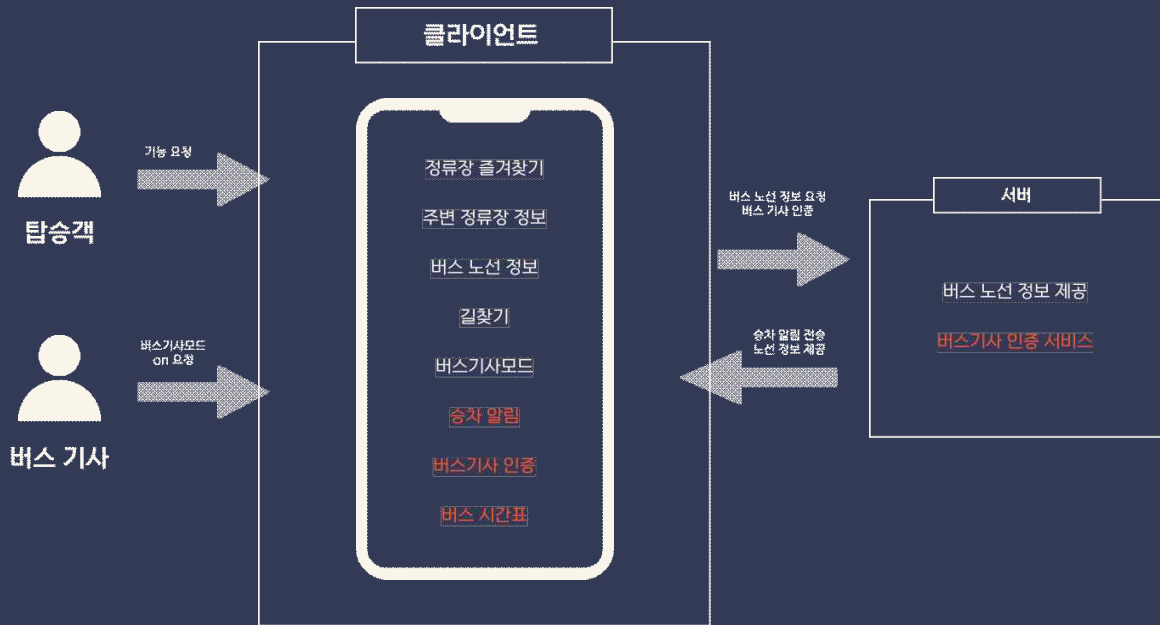 클라이언트
기능 요청
탑승객
버스기사모드
on 요청
버스 기사
정류장 즐겨찾기
주변 정류장 정보
버스 노선 정보
길찾기
버스기사모드
승차 알림
버스기사 인증
버스 시간표
버스 노선 정보 요청
버스 기사 인증
승차 알림 전송
노선 정보 제공
서버
버스 노선 정보 제공
버스기사 인증 서비스